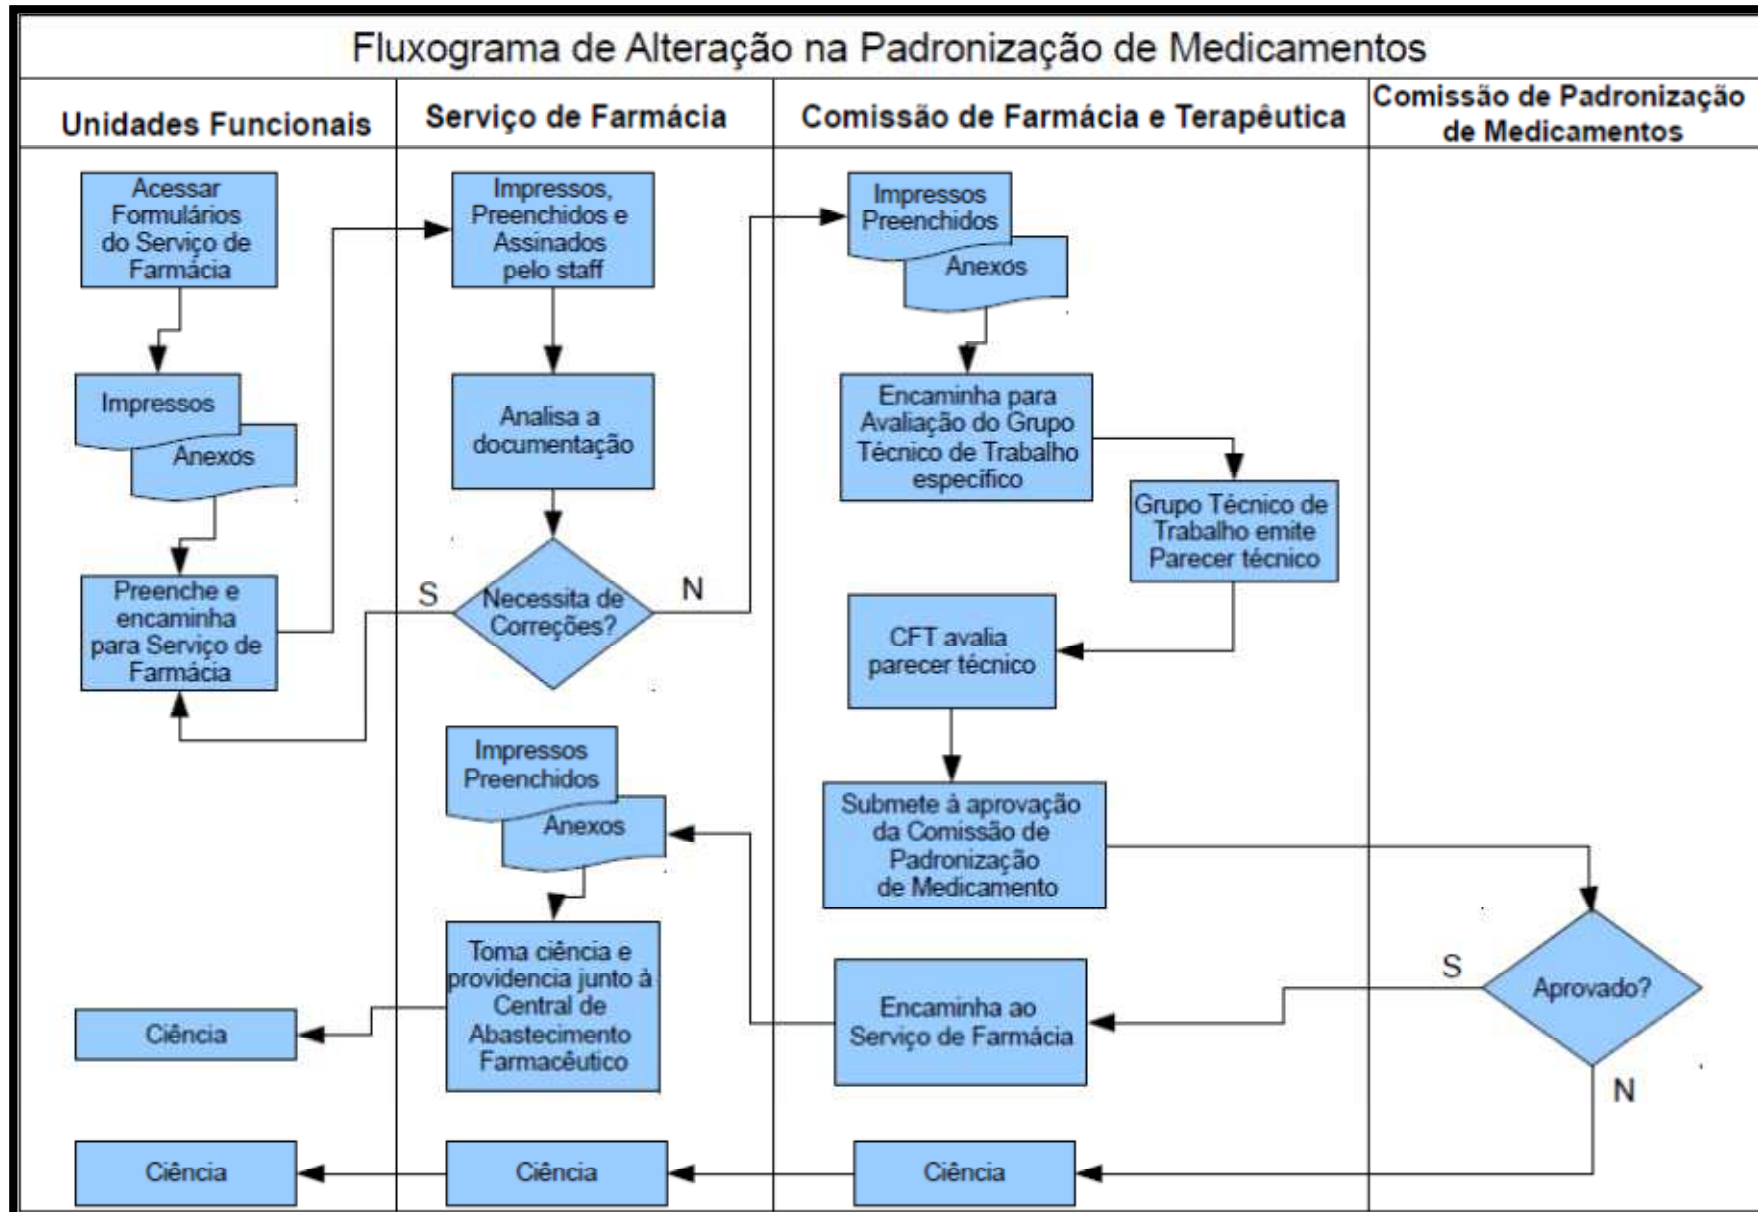 Fluxograma de Alteração na Padronização de Medicamentos
Unidades Funcionais
Serviço de Farmácia
Comissão de Farmácia e Terapêutica
Comissão de Padronização
de Medicamentos
Acessar
Formulários
do Serviço de
Farmácia
Impressos
Anexos
Preenche e
encaminha
para Serviço de
Farmácia
Ciência
Ciência
Impressos,
Preenchidos e
Assinados
pelo staff
Analisa a
documentação
S
Necessita de
Correções?
N
Impressos
Preenchidos
Anexos
Toma ciência e
providencia junto à
Central de
Abastecimento
Farmacêutico
Ciência
Impressos
Preenchidos
Anexos
Encaminha para
Avaliação do Grupo
Técnico de Trabalho
específico
Grupo Técnico de
Trabalho emite
Parecer técnico
CFT avalia
parecer técnico
Submete à aprovação
da Comissão de
Padronização
de Medicamento
Encaminha ao
Serviço de Farmácia
Ciência
S
Aprovado?
N